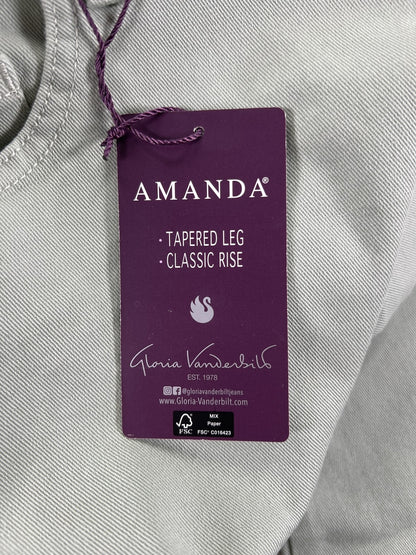 AMANDA®
· TAPERED LEG
· CLASSIC RISE
Gloria Vanderbilt
EST. 1978
@gloriavanderbiltjeans
www.Gloria-Vanderbilt.com
FSC
MIX
Paper
FSC® C016423